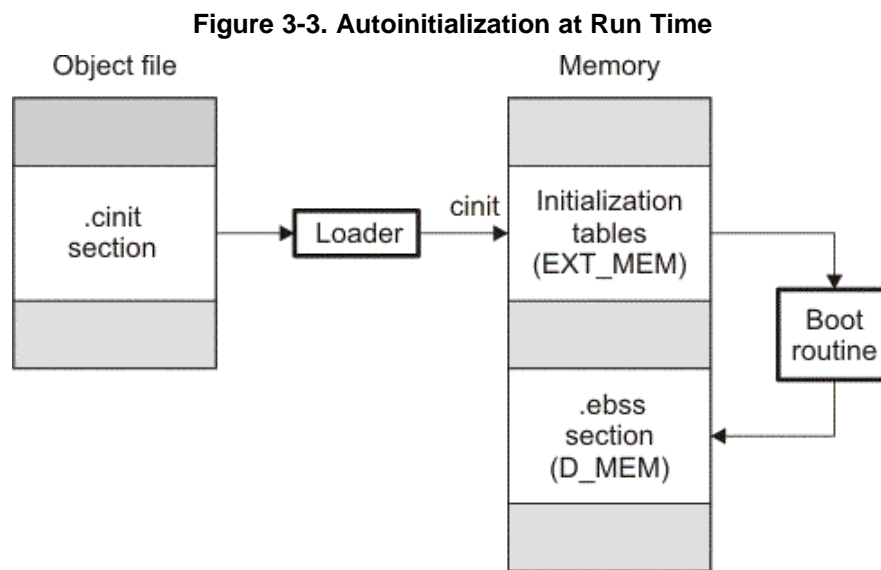 Figure 3-3. Autoinitialization at Run Time
Object file
Memory
.cinit
section
Loader
cinit
Initialization
tables
(EXT_MEM)
Boot
routine
.ebss
section
(D_MEM)